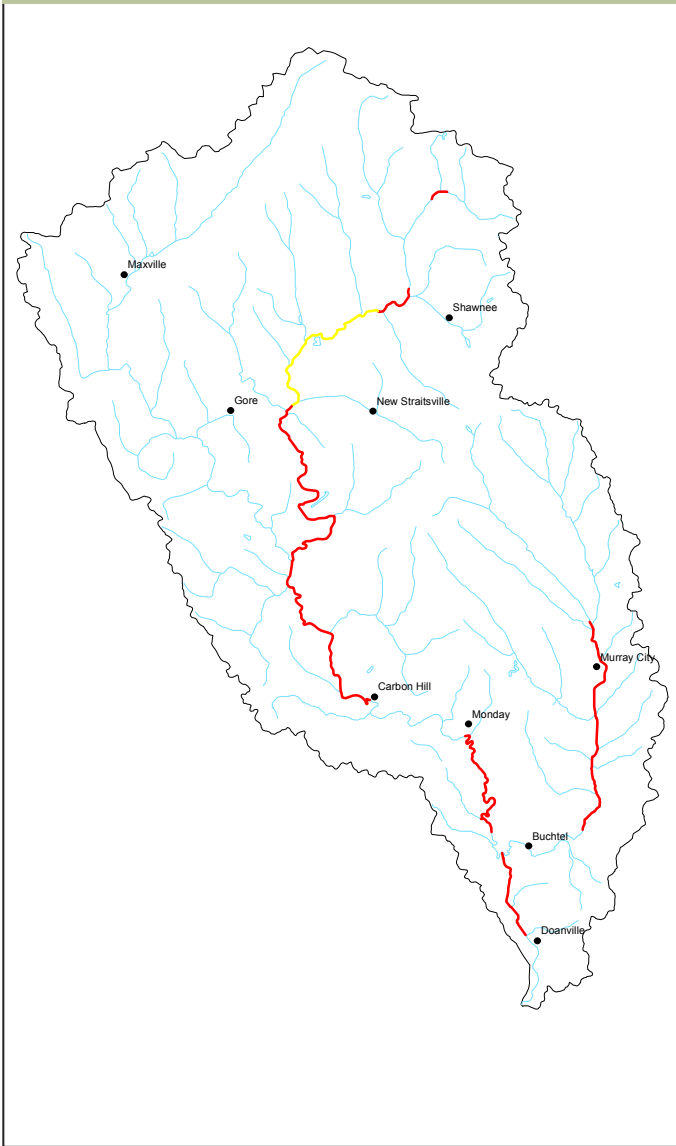 Maxville
Shawnee
Gore
New Straitsville
Murray City
Carbon Hill
Monday
Buchtel
Doanville